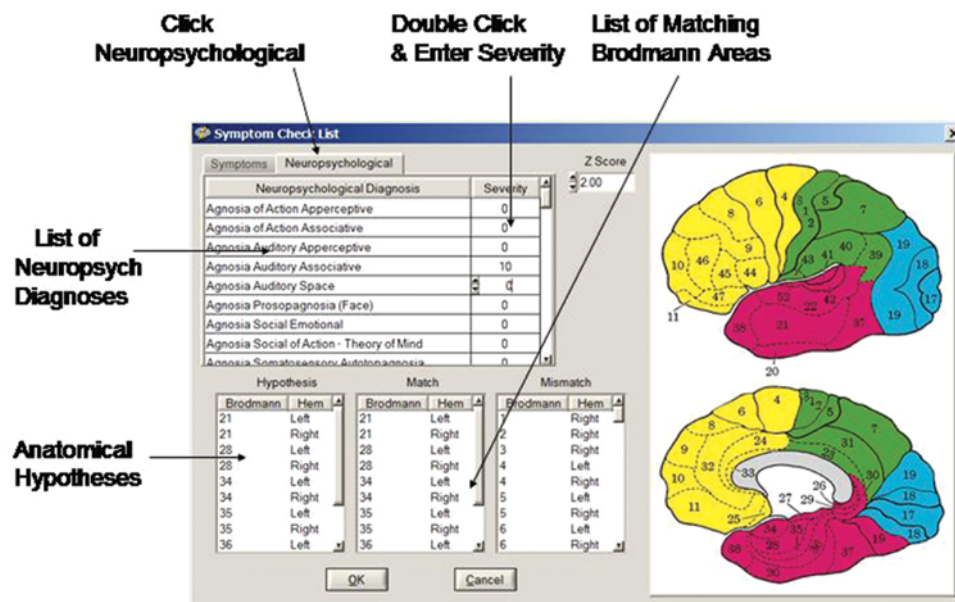 Click
Neuropsychological
Double Click
& Enter Severity
List of Matching
Brodmann Areas
Symptom Check List
Symptoms Neuropsychological
Z Score
2.00
Neuropsychological Diagnosis Severity
Agnosia of Action Apperceptive 0
Agnosia of Action Associative 0
Agnosia Auditory Apperceptive 0
Agnosia Auditory Associative 10
Agnosia Auditory Space 0
Agnosia Prosopagnosia (Face) 0
Agnosia Social Emotional 0
Agnosia Social of Action - Theory of Mind 0
Agnosia Somatosensory Autotopagnosia 0
List of
Neuropsych
Diagnoses
Anatomical
Hypotheses
Hypothesis
Brodmann Hem
21 Left
21 Right
28 Left
28 Right
34 Left
34 Right
35 Left
35 Right
36 Left
Match
Brodmann Hem
21 Left
21 Right
28 Left
28 Right
34 Left
34 Right
35 Left
35 Right
36 Left
Mismatch
Brodmann Hem
1 Right
2 Right
3 Right
4 Left
4 Right
5 Left
5 Right
6 Left
6 Right
OK Cancel
4 3 5
6 1 7
8 2
9 40 19
46 43 41 39 18
10 45 44
47 52 22 42 17
11 38 21 37 19
20
4 3 1 2 5
6 7
8 24 31
9 23
32 33 30 19
10 26 18
27 29
11 25 34 35 17
38 28 36 37 19 18
20